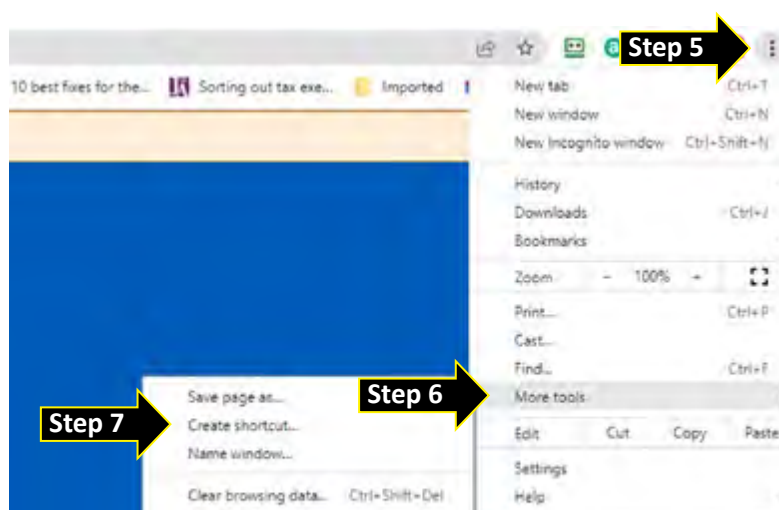 Step 5
10 best fixes for the... Sorting out tax exe... Imported
New tab Ctrl+T
New window Ctrl+N
New Incognito window Ctrl+Shift+N
History
Downloads Ctrl+J
Bookmarks
Zoom - 100% +
Print... Ctrl+P
Cast...
Find... Ctrl+F
Step 6
More tools
Save page as...
Step 7
Create shortcut...
Name window...
Edit Cut Copy Paste
Settings
Clear browsing data... Ctrl+Shift+Del
Help